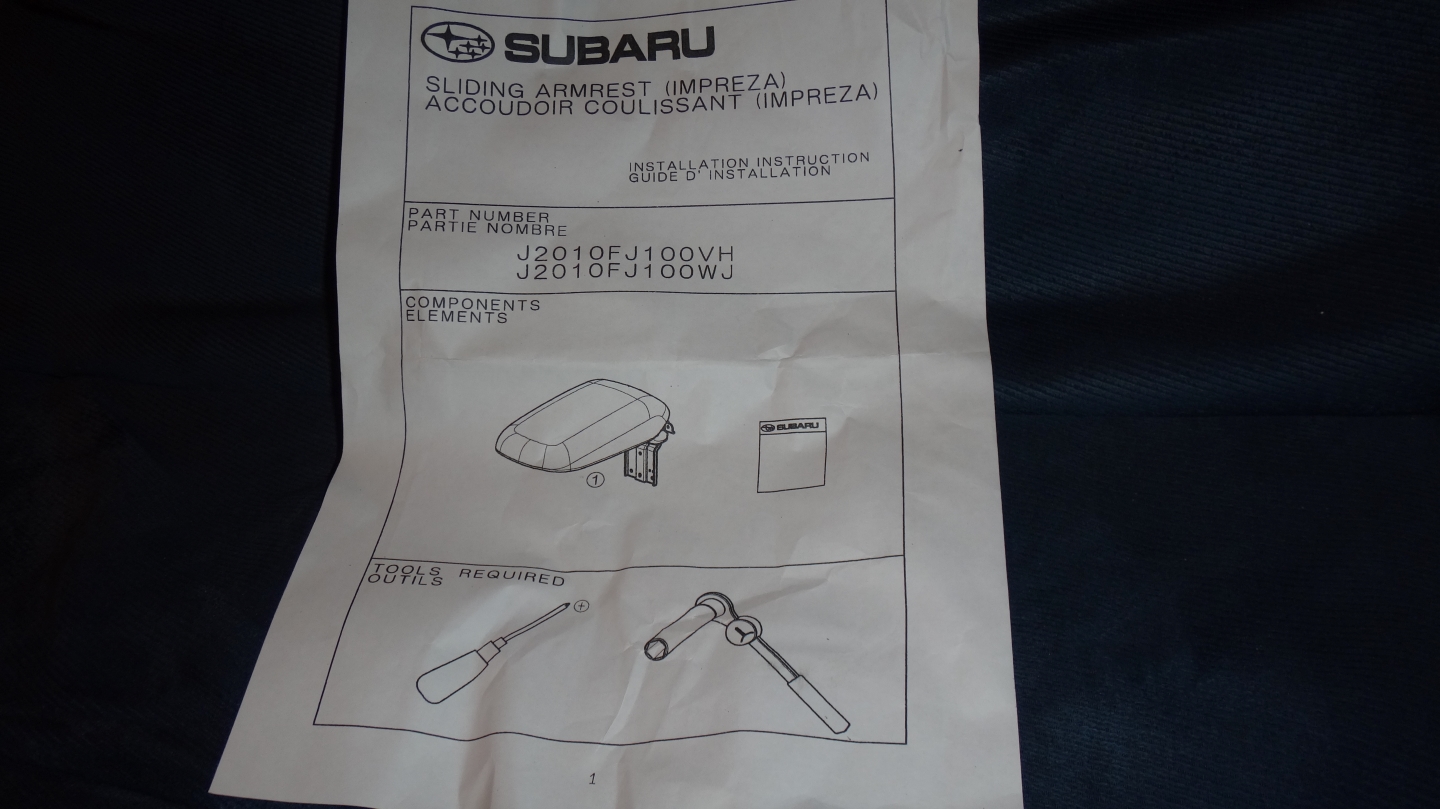 SUBARU
SLIDING ARMREST (IMPREZA)
ACCOUDOIR COULISSANT (IMPREZA)
INSTALLATION INSTRUCTION
GUIDE D' INSTALLATION
PART NUMBER
PARTIE NOMBRE
J2010FJ100VH
J2010FJ100WJ
COMPONENTS
ELEMENTS
SUBARU
1
TOOLS REQUIRED
OUTILS
1